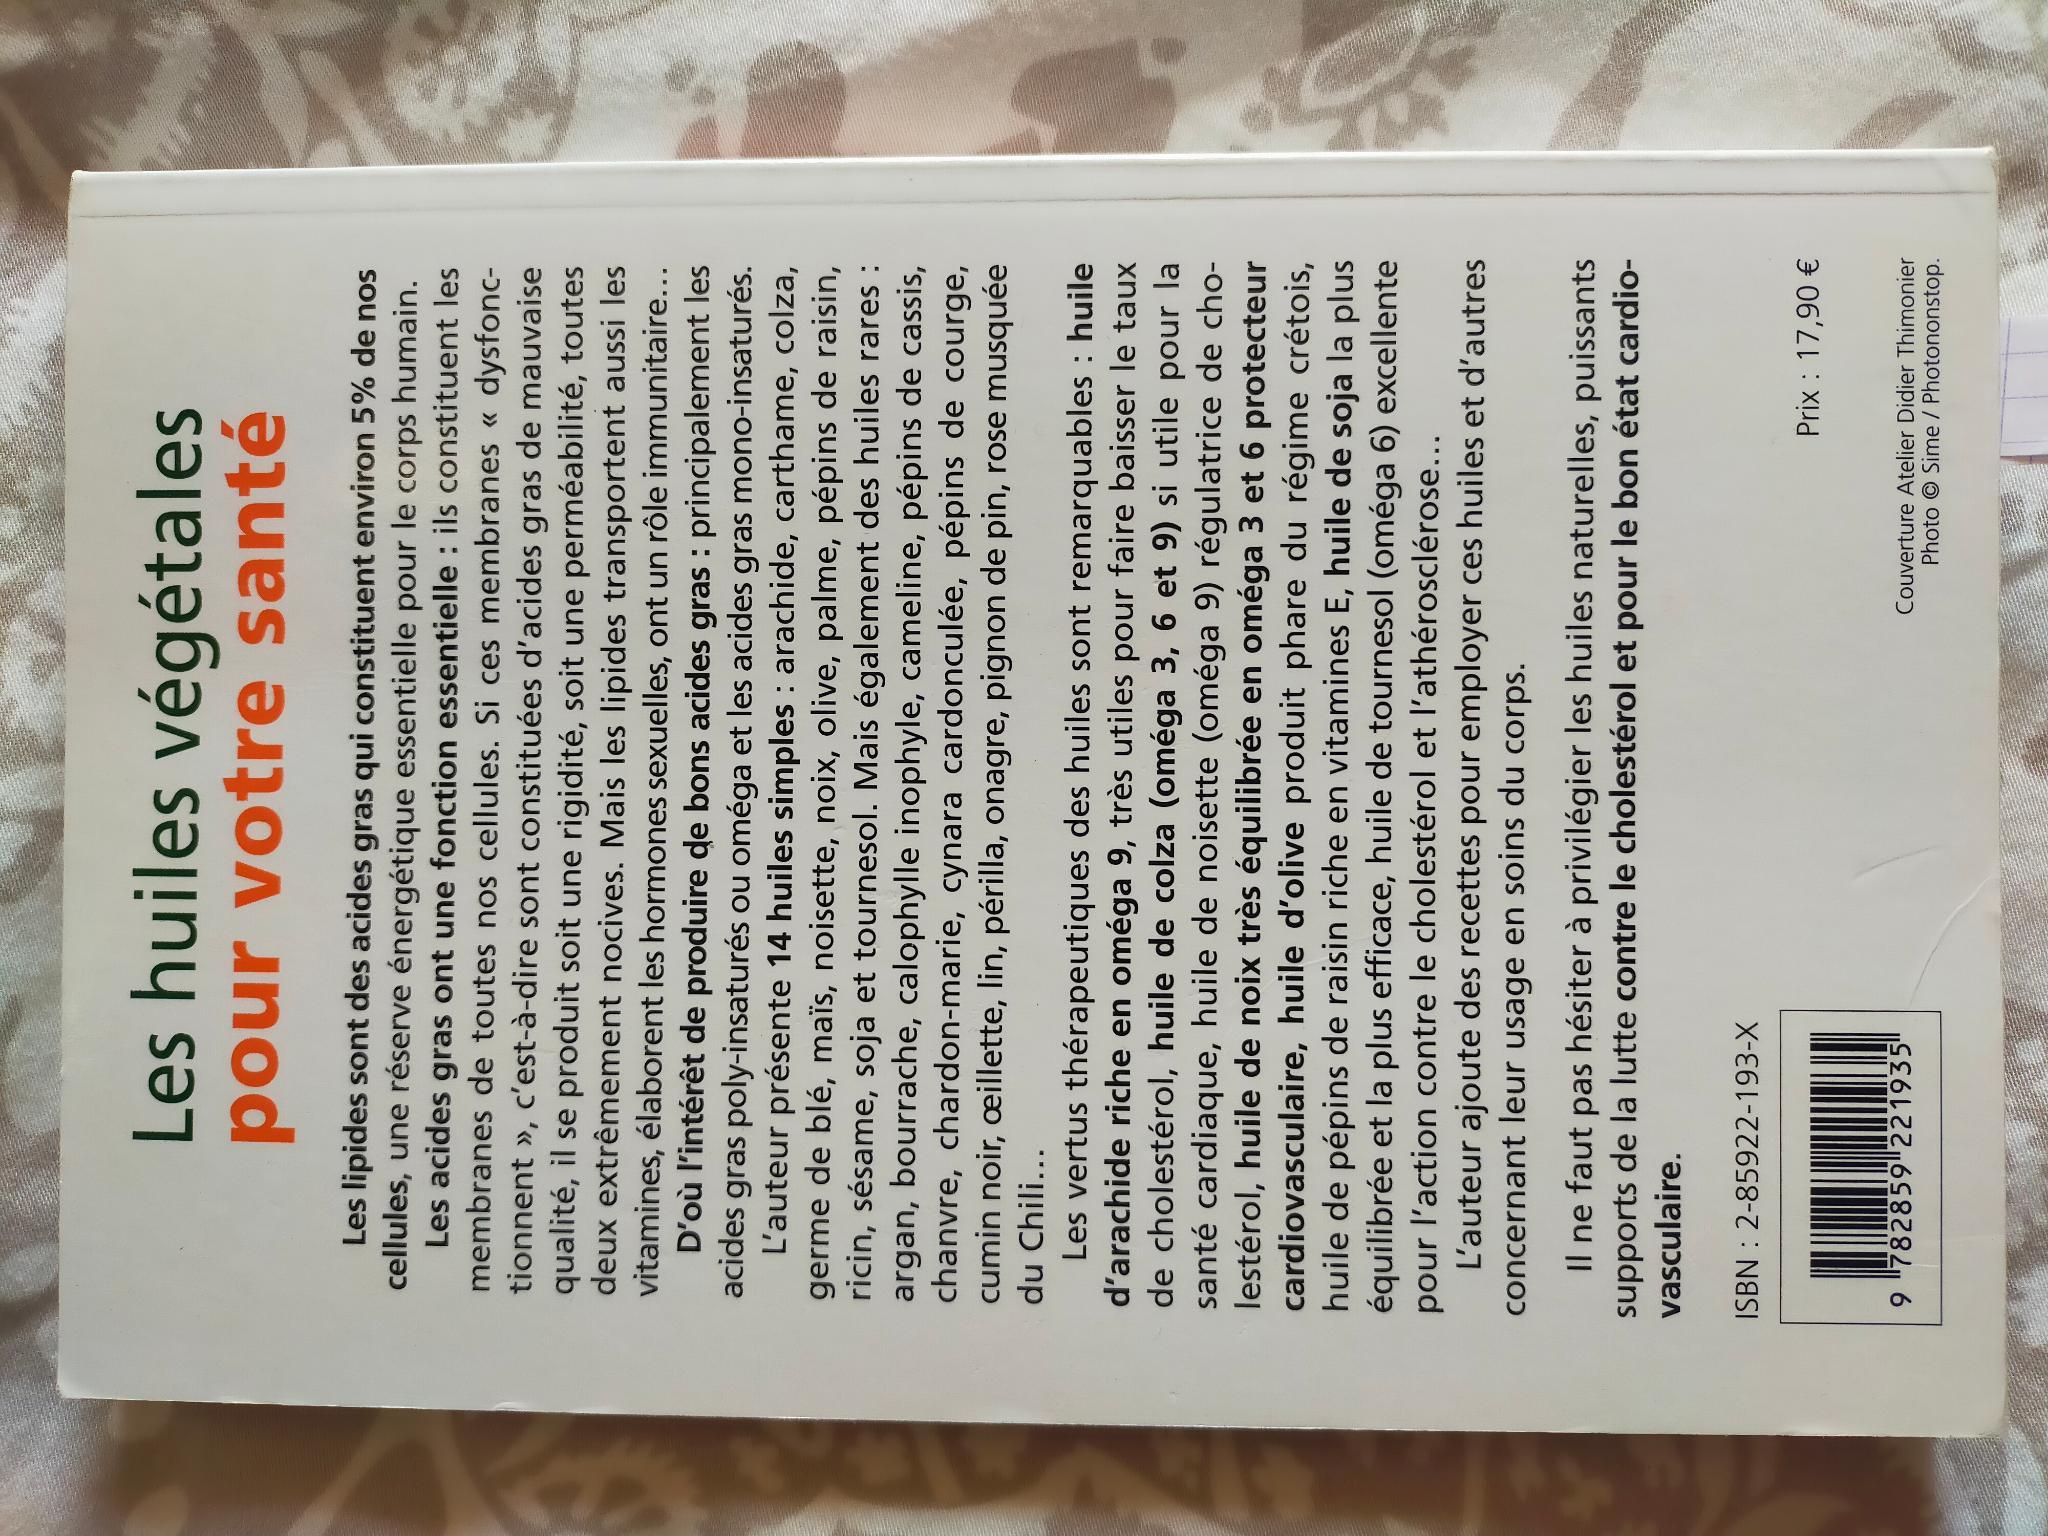 Les huiles végétales
pour votre santé
Les lipides sont des acides gras qui constituent environ 5% de nos
cellules, une réserve énergétique essentielle pour le corps humain.
Les acides gras ont une fonction essentielle : ils constituent les
membranes de toutes nos cellules. Si ces membranes « dysfonc-
tionnent », c'est-à-dire sont constituées d'acides gras de mauvaise
qualité, il se produit soit une rigidité, soit une perméabilité, toutes
deux extrêmement nocives. Mais les lipides transportent aussi les
vitamines, élaborent les hormones sexuelles, ont un rôle immunitaire...
D'où l'intérêt de produire de bons acides gras : principalement les
acides gras poly-insaturés ou oméga et les acides gras mono-insaturés.
L'auteur présente 14 huiles simples : arachide, carthame, colza,
germe de blé, maïs, noisette, noix, olive, palme, pépins de raisin,
ricin, sésame, soja et tournesol. Mais également des huiles rares :
argan, bourrache, calophylle inophyle, cameline, pépins de cassis,
chanvre, chardon-marie, cynara cardonculée, pépins de courge,
cumin noir, œillette, lin, périlla, onagre, pignon de pin, rose musquée
du Chili...
Les vertus thérapeutiques des huiles sont remarquables : huile
d'arachide riche en oméga 9, très utiles pour faire baisser le taux
de cholestérol, huile de colza (oméga 3, 6 et 9) si utile pour la
santé cardiaque, huile de noisette (oméga 9) régulatrice de cho-
lestérol, huile de noix très équilibrée en oméga 3 et 6 protecteur
cardiovasculaire, huile d'olive produit phare du régime crétois,
huile de pépins de raisin riche en vitamines E, huile de soja la plus
équilibrée et la plus efficace, huile de tournesol (oméga 6) excellente
pour l'action contre le cholestérol et l'athérosclérose...
L'auteur ajoute des recettes pour employer ces huiles et d'autres
concernant leur usage en soins du corps.
Il ne faut pas hésiter à privilégier les huiles naturelles, puissants
supports de la lutte contre le cholestérol et pour le bon état cardio-
vasculaire.
ISBN : 2-85922-193-X
Prix : 17,90 €
9 782859 221935
Couverture Atelier Didier Thimonier
Photo © Sime / Photononstop.